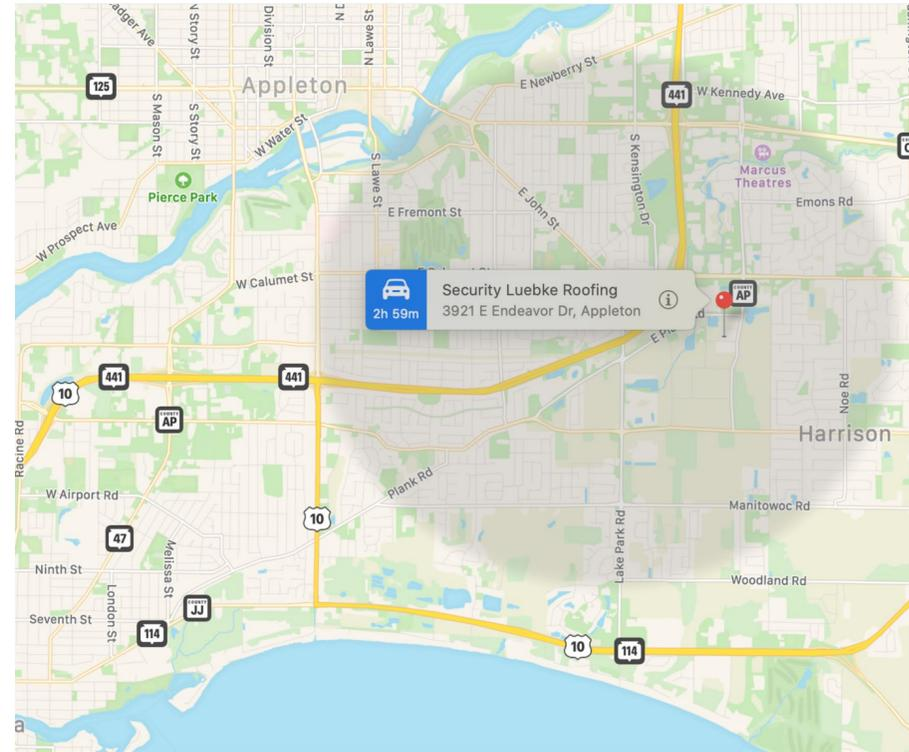 adger Ave
N Story St
Division St
N D
N Lawe St
Appleton
125
E Newberry St
441
W Kennedy Ave
S Mason St
S Story St
W Water St
S Lawe St
S Kensington Dr
Marcus
Theatres
Pierce Park
E John St
E Fremont St
Emons Rd
W Prospect Ave
W Calumet St
Security Luebke Roofing
2h 59m
3921 E Endeavor Dr, Appleton
COUNTY
AP
441
441
10
COUNTY
AP
Noe Rd
Harrison
Racine Rd
Plank Rd
W Airport Rd
10
Manitowoc Rd
47
Lake Park Rd
Ninth St
Melissa St
Woodland Rd
London St
COUNTY
JJ
Seventh St
114
10
114
a